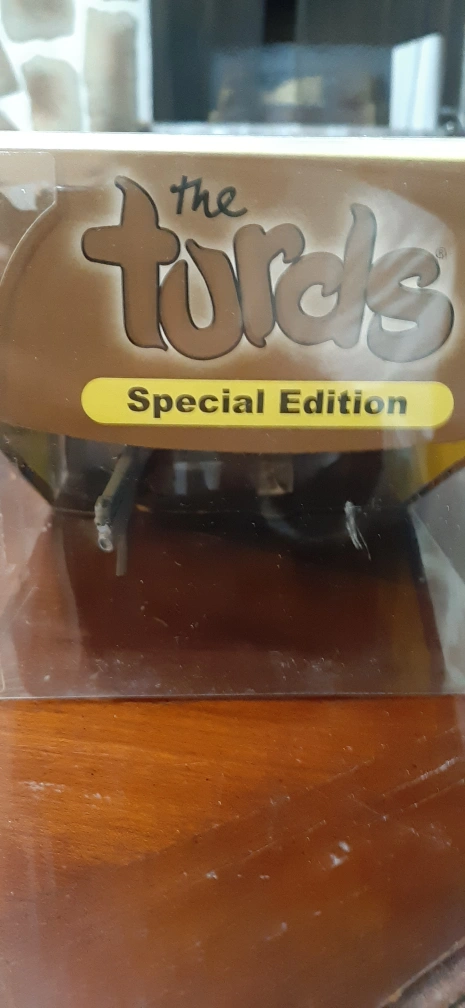 the
turds®
Special Edition